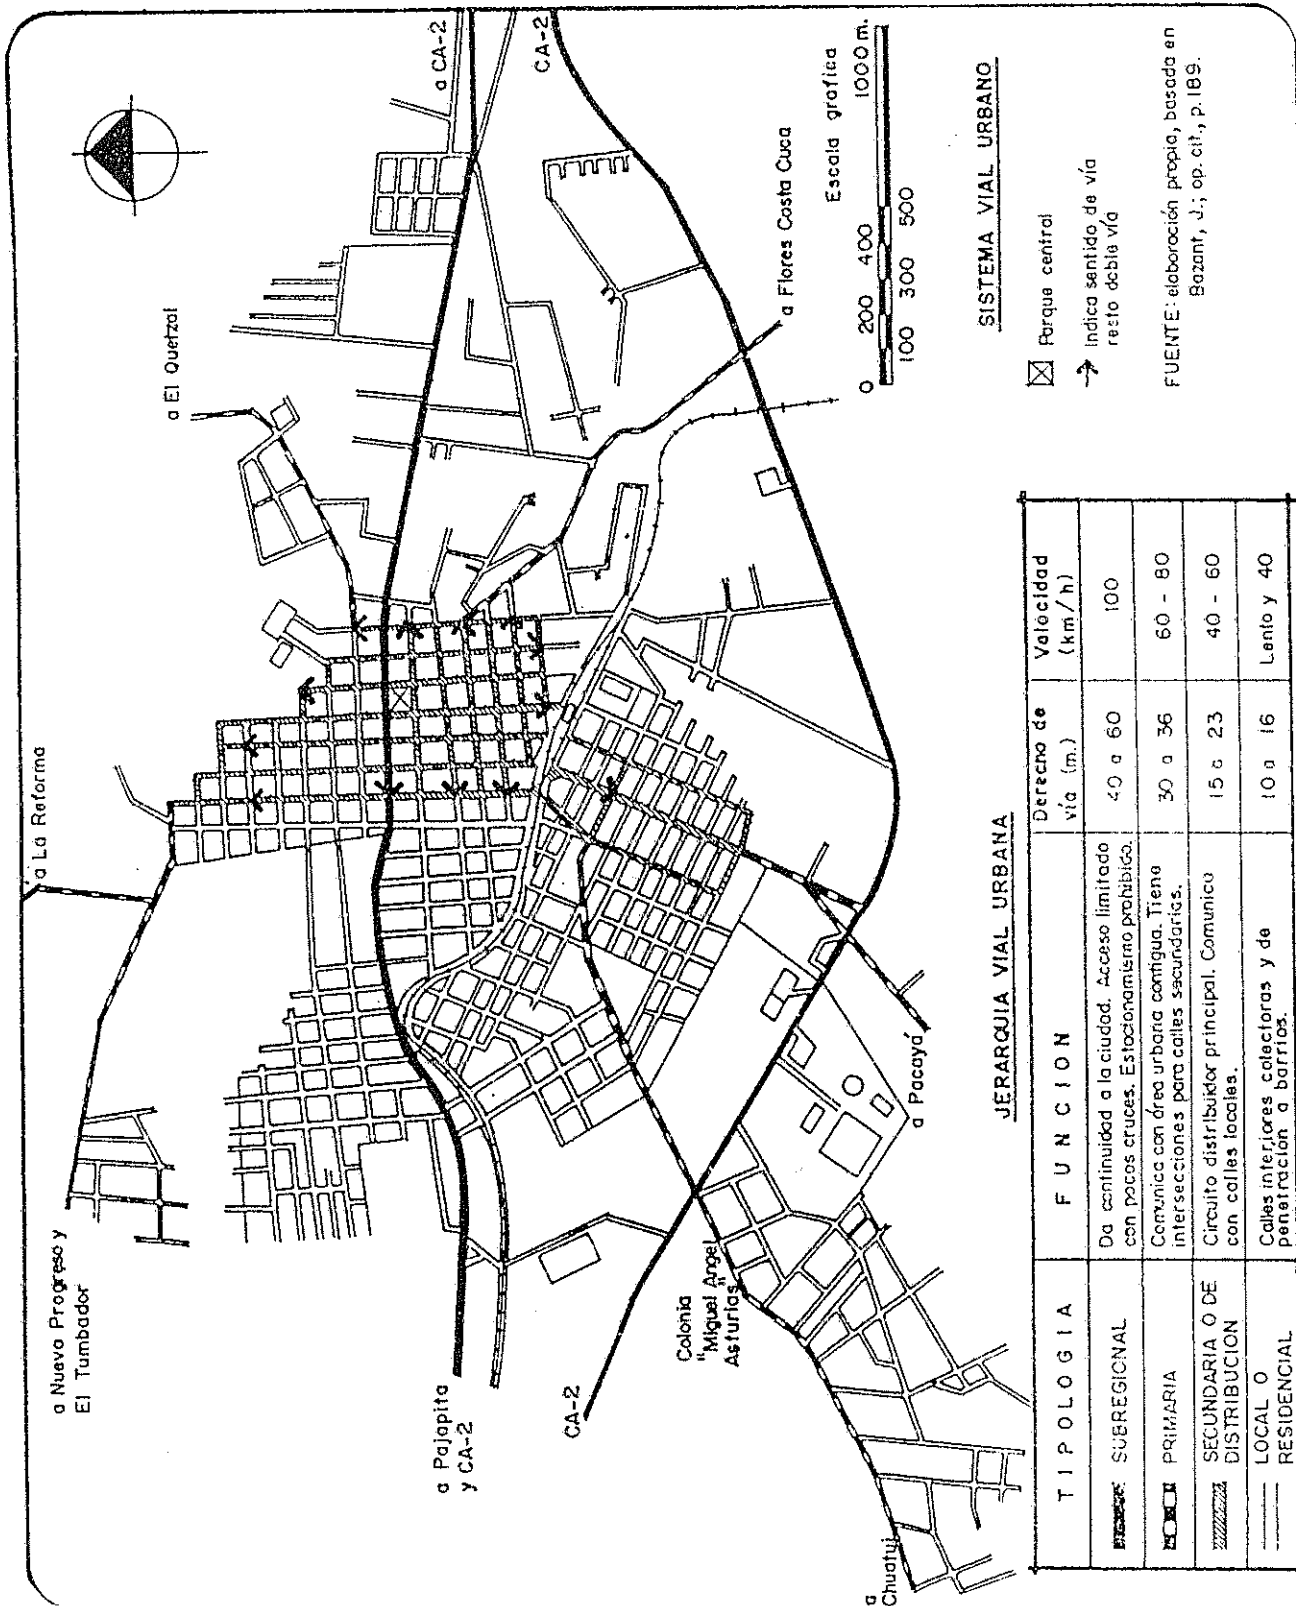 a Nuevo Progreso y
El Tumbador
a La Reforma
a El Quetzal
a CA-2
CA-2
a Pajapita
y CA-2
CA-2
Colonia
"Miguel Angel
Asturias"
a
Chuatuj
a Pacayá
a Flores Costa Cuca
Escala grafica
0 200 400 1000 m.
100 300 500
SISTEMA VIAL URBANO
Parque central
Indica sentido de vía
resto doble vía
FUENTE: elaboración propia, basada en
Bazant, J.; op. cit., p. 189.
JERARQUIA VIAL URBANA
TIPOLOGIA
FUNCION
Derecho de
vía (m.)
Velocidad
(km/h)
SUBREGIONAL
Da continuidad a la ciudad. Acceso limitado
con pocos cruces. Estacionamiento prohibido.
40 a 60
100
PRIMARIA
Comunica con área urbana contigua. Tiene
intersecciones para calles secundarias.
30 a 36
60 - 80
SECUNDARIA O DE
DISTRIBUCION
Circuito distribuidor principal. Comunica
con calles locales.
15 a 23
40 - 60
LOCAL O
RESIDENCIAL
Calles interiores colectoras y de
penetración a barrios.
10 a 16
Lento y 40